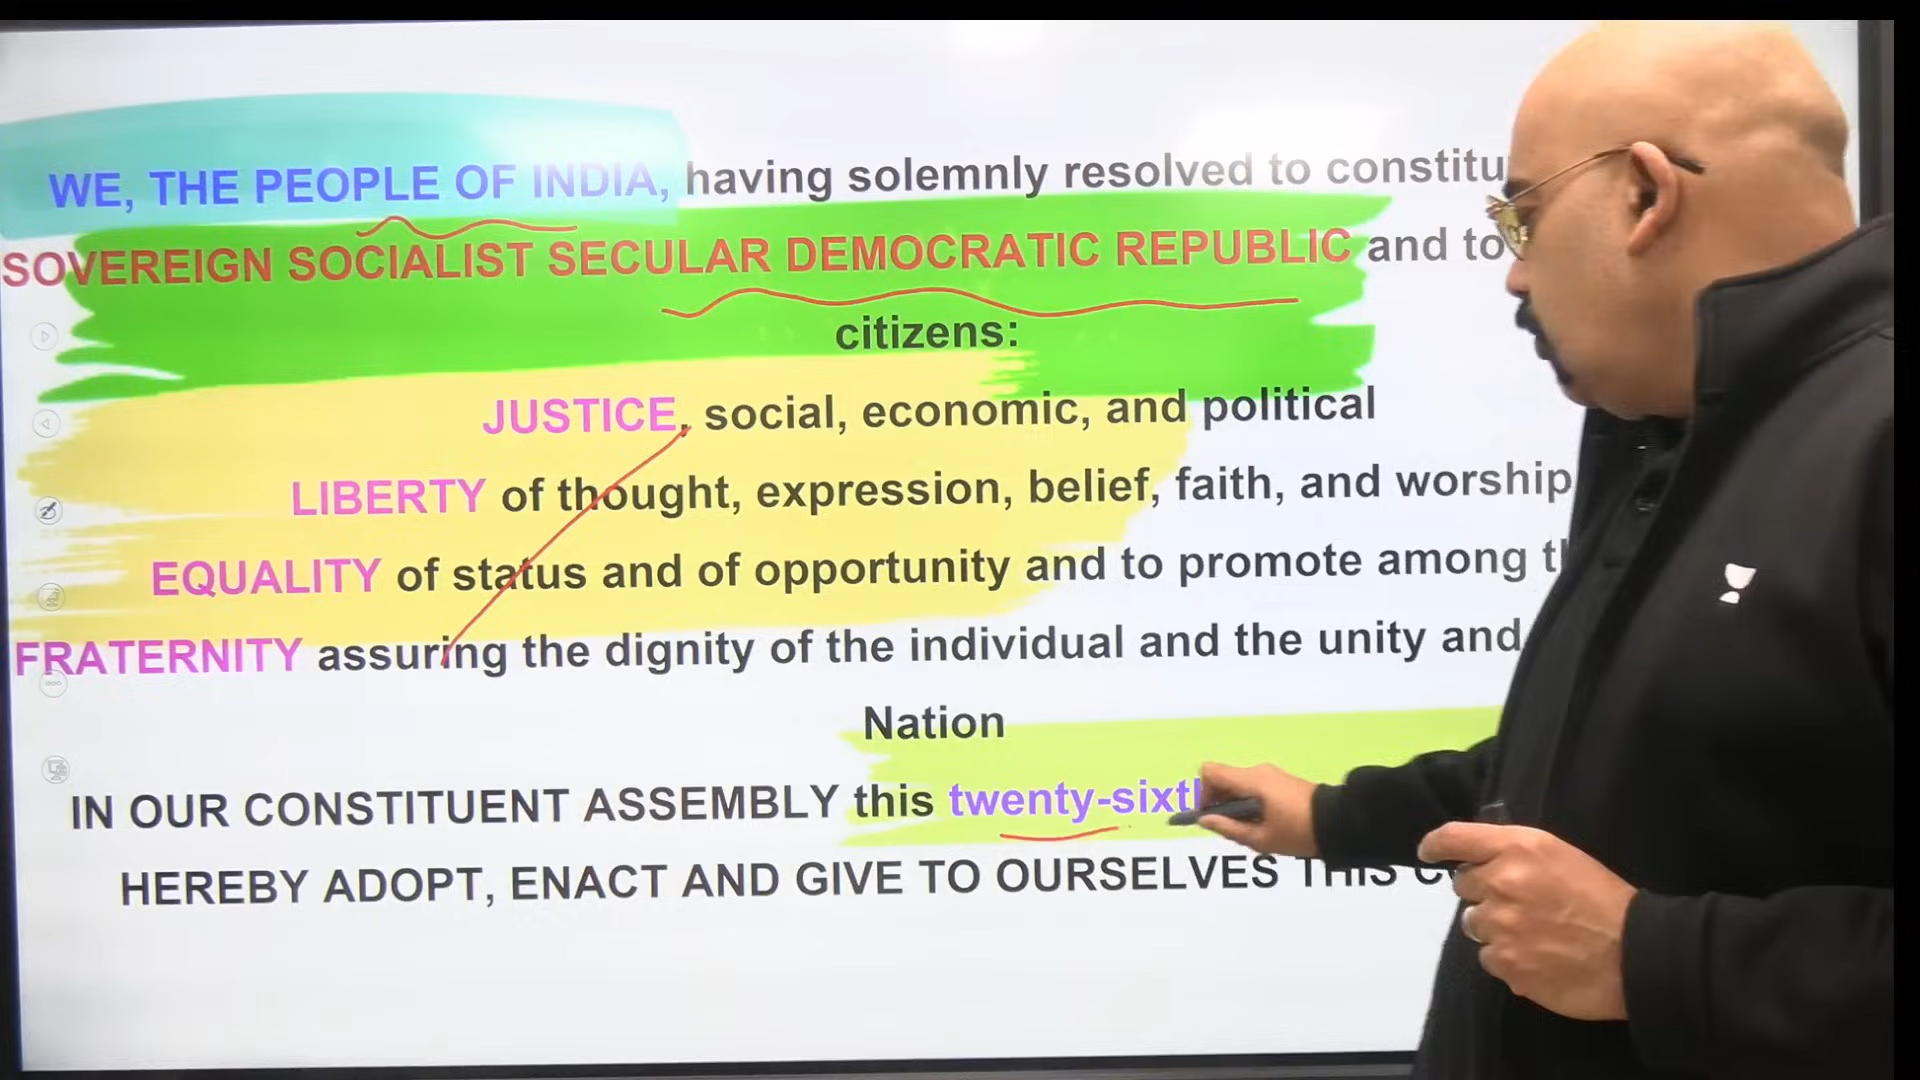 WE, THE PEOPLE OF INDIA, having solemnly resolved to
SOVEREIGN SOCIALIST SECULAR DEMOCRATIC REPUBLIC and to
citizens:
JUSTICE, social, economic, and political
LIBERTY of thought, expression, belief, faith, and worship
EQUALITY of status and of opportunity and to promote among
FRATERNITY assuring the dignity of the individual and the unity and
Nation
IN OUR CONSTITUENT ASSEMBLY this
HEREBY ADOPT, ENACT AND GIVE TO OURSELVES THIS